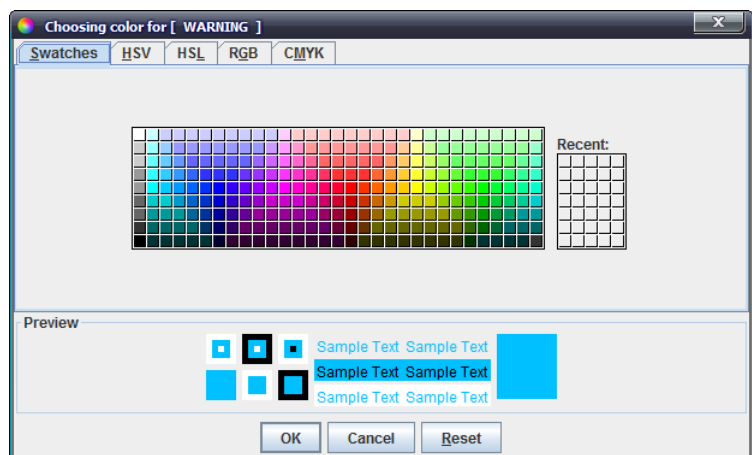 Choosing color for [ WARNING ]
Swatches HSV HSL RGB CMYK
Recent:
Preview
Sample Text Sample Text
Sample Text Sample Text
Sample Text Sample Text
OK Cancel Reset